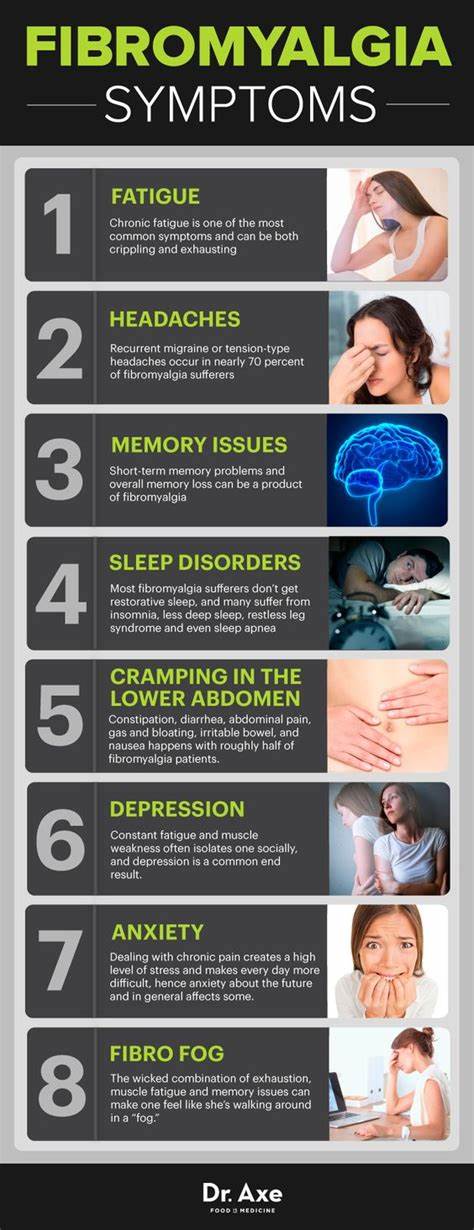 FIBROMYALGIA
SYMPTOMS
1
FATIGUE
Chronic fatigue is one of the most
common symptoms and can be both
crippling and exhausting
2
HEADACHES
Recurrent migraine or tension-type
headaches occur in nearly 70 percent
of fibromyalgia sufferers
3
MEMORY ISSUES
Short-term memory problems and
overall memory loss can be a product
of fibromyalgia
4
SLEEP DISORDERS
Most fibromyalgia sufferers don't get
restorative sleep, and many suffer from
insomnia, less deep sleep, restless leg
syndrome and even sleep apnea
5
CRAMPING IN THE
LOWER ABDOMEN
Constipation, diarrhea, abdominal pain,
gas and bloating, irritable bowel, and
nausea happens with roughly half of
fibromyalgia patients.
6
DEPRESSION
Constant fatigue and muscle
weakness often isolates one socially,
and depression is a common end
result.
7
ANXIETY
Dealing with chronic pain creates a high
level of stress and makes every day more
difficult, hence anxiety about the future
and in general affects some.
8
FIBRO FOG
The wicked combination of exhaustion,
muscle fatigue and memory issues can
make one feel like she's walking around
in a "fog."
Dr. Axe
FOOD IS MEDICINE